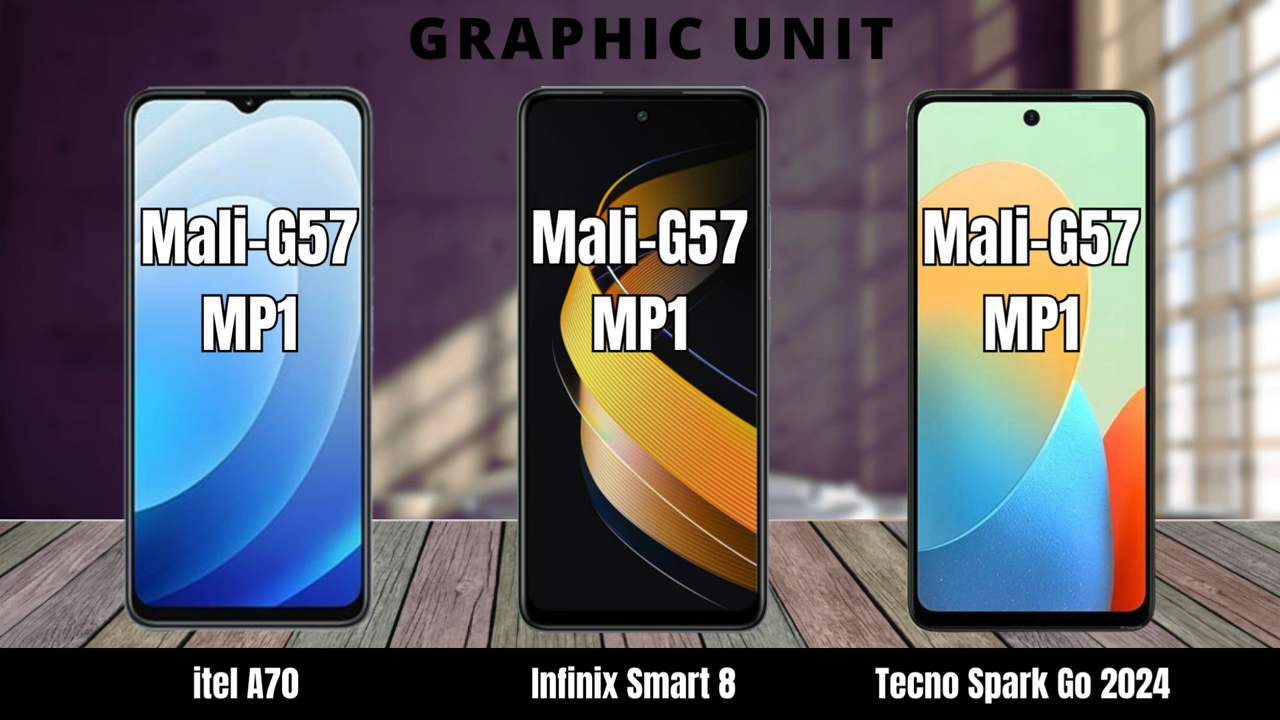 GRAPHIC UNIT
Mali-G57
MP1
Mali-G57
MP1
Mali-G57
MP1
itel A70
Infinix Smart 8
Tecno Spark Go 2024